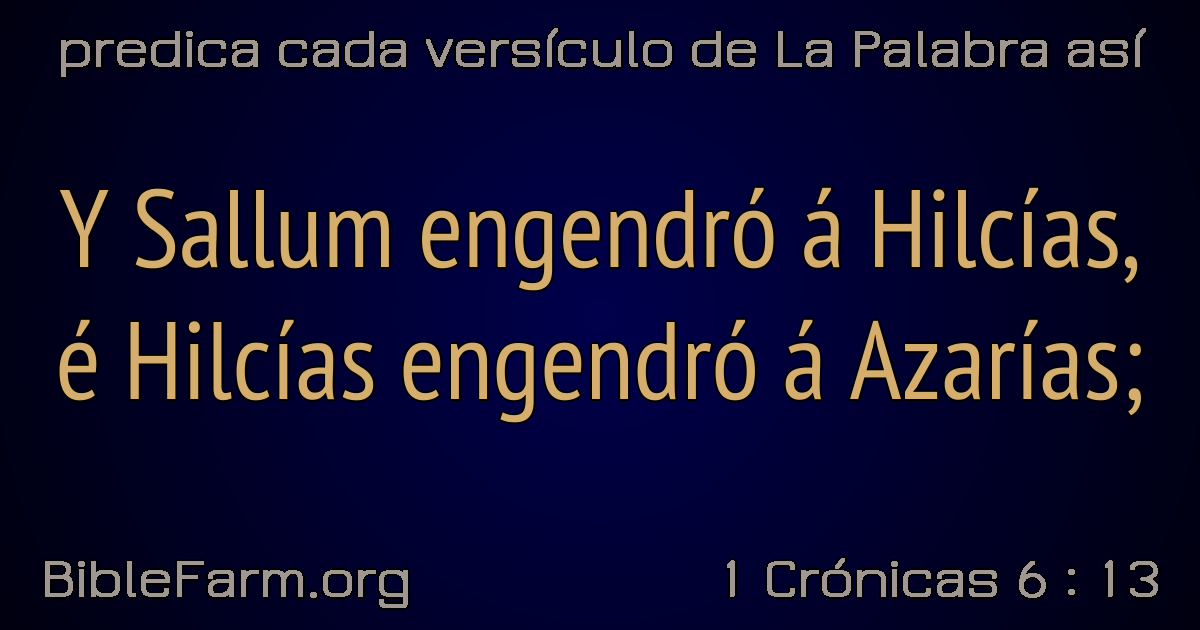 predica cada versículo de La Palabra así
Y Sallum engendró á Hilcías,
é Hilcías engendró á Azarías;
BibleFarm.org
1 Crónicas 6 : 13